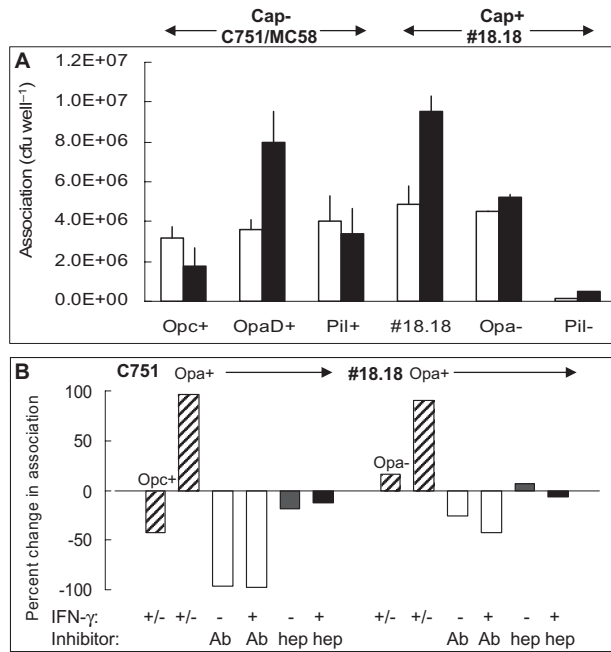 Cap- Cap+
C751/MC58 #18.18
A
Association (cfu well⁻¹)
1.2E+07
1.0E+07
8.0E+06
6.0E+06
4.0E+06
2.0E+06
0.0E+00
Opc+ OpaD+ Pil+ #18.18 Opa- Pil-
B
C751 Opa+ #18.18 Opa+
Percent change in association
100
50
0
-50
-100
Opc+ Opa-
IFN-γ: +/- +/- - + - + +/- +/- - + - +
Inhibitor: Ab Ab hep hep Ab Ab hep hep